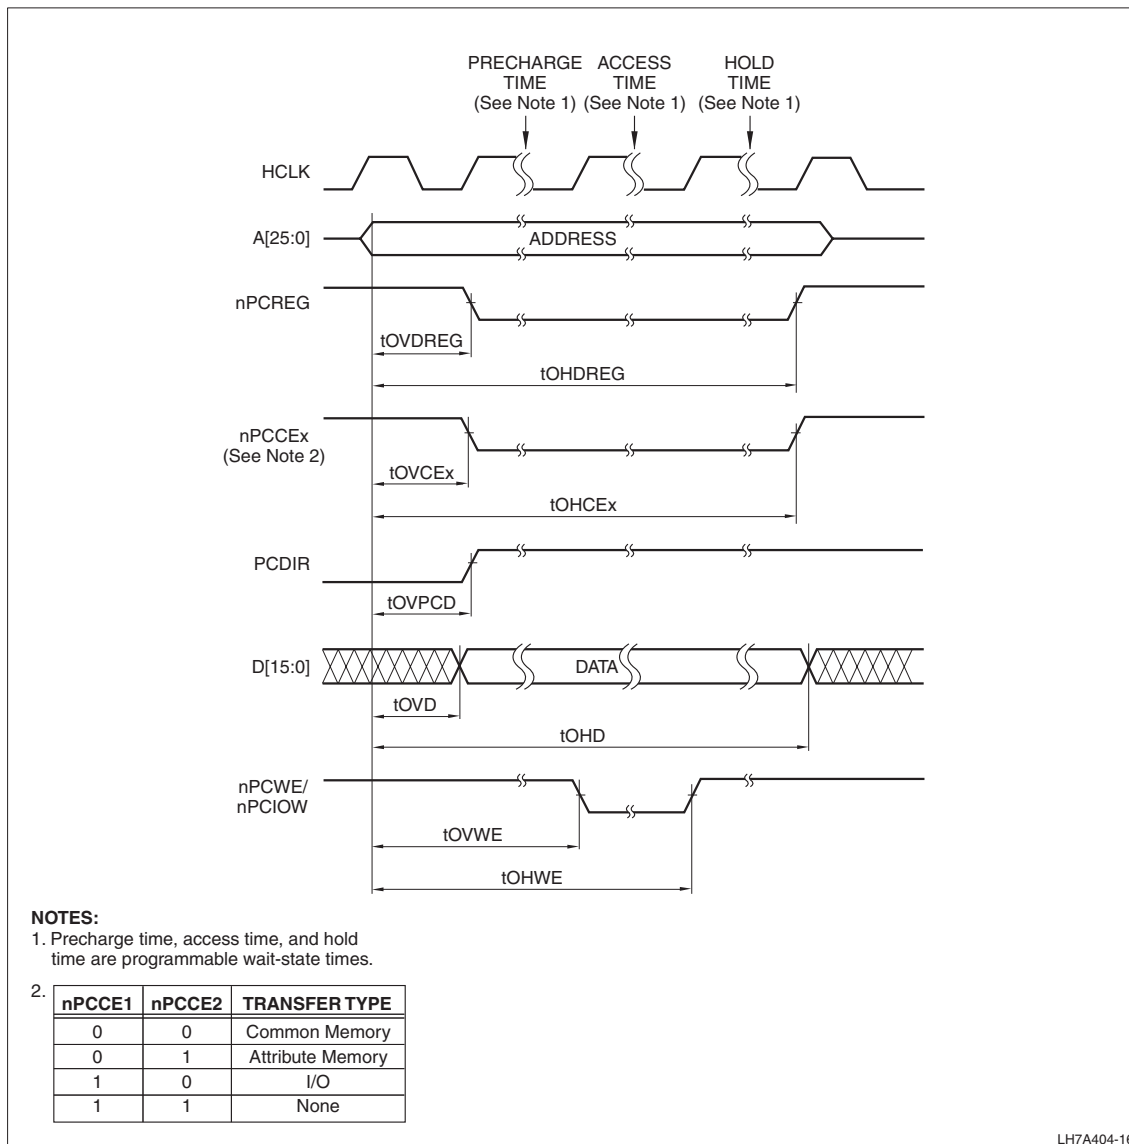 PRECHARGE TIME (See Note 1)
ACCESS TIME (See Note 1)
HOLD TIME (See Note 1)
HCLK
A[25:0]
ADDRESS
nPCREG
tOVDREG
tOHDREG
nPCCEx
(See Note 2)
tOVCEx
tOHCEx
PCDIR
tOVPCD
D[15:0]
DATA
tOVD
tOHD
nPCWE/
nPCIOW
tOVWE
tOHWE
NOTES:
1. Precharge time, access time, and hold
time are programmable wait-state times.
2.
nPCCE1 nPCCE2 TRANSFER TYPE
0 0 Common Memory
0 1 Attribute Memory
1 0 I/O
1 1 None